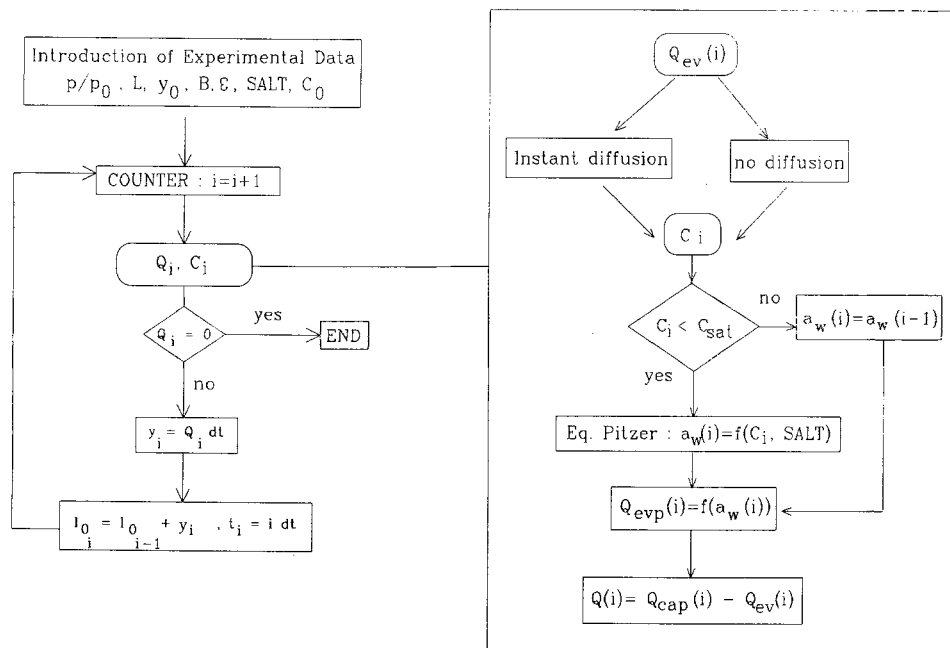 Introduction of Experimental Data
p/p0 , L, y0 , B, ε, SALT, C0
COUNTER : i=i+1
Qi, Ci
Qi = 0
yes
END
no
yi = Qi dt
l0i = l0i-1 + yi , ti = i dt
Qev(i)
Instant diffusion
no diffusion
Ci
Ci < Csat
no
aw(i)=aw(i-1)
yes
Eq. Pitzer : aw(i)=f(Ci, SALT)
Qevp(i)=f(aw(i))
Q(i)= Qcap(i) - Qev(i)